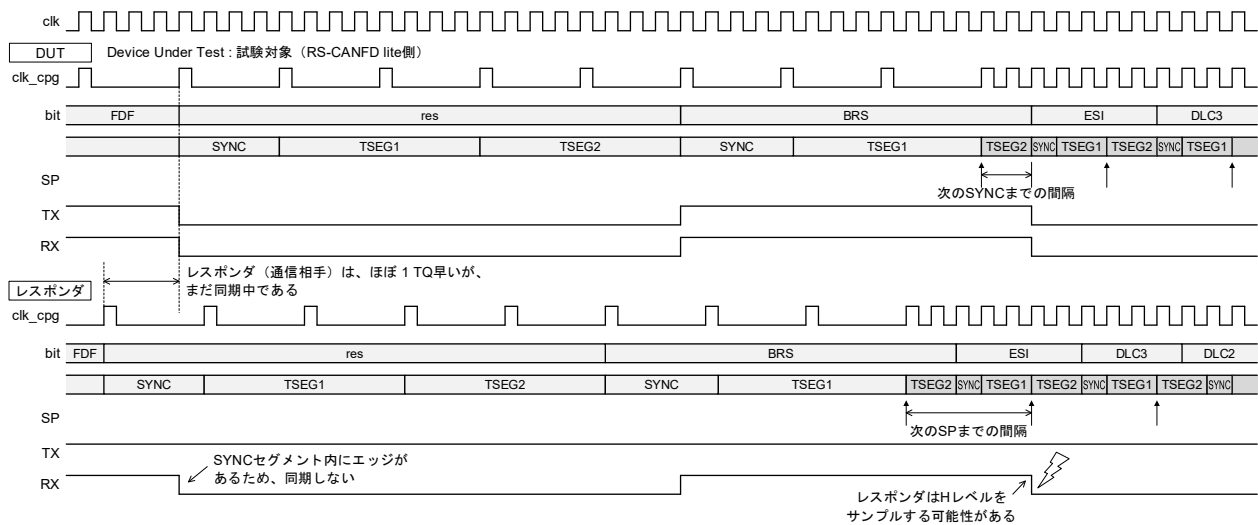 clk
DUT Device Under Test : 試験対象（RS-CANFD lite側）
clk_cpg
bit FDF res BRS ESI DLC3
SYNC TSEG1 TSEG2 SYNC TSEG1 TSEG2 SYNC TSEG1 TSEG2 SYNC TSEG1
SP
次のSYNCまでの間隔
TX
RX
レスポンダ（通信相手）は、ほぼ 1 TQ早いが、
まだ同期中である
レスポンダ
clk_cpg
bit FDF res BRS ESI DLC3 DLC2
SYNC TSEG1 TSEG2 SYNC TSEG1 TSEG2 SYNC TSEG1 TSEG2 SYNC TSEG1 TSEG2 SYNC
SP
次のSPまでの間隔
TX
SYNCセグメント内にエッジが
あるため、同期しない
RX
レスポンダはHレベルを
サンプルする可能性がある